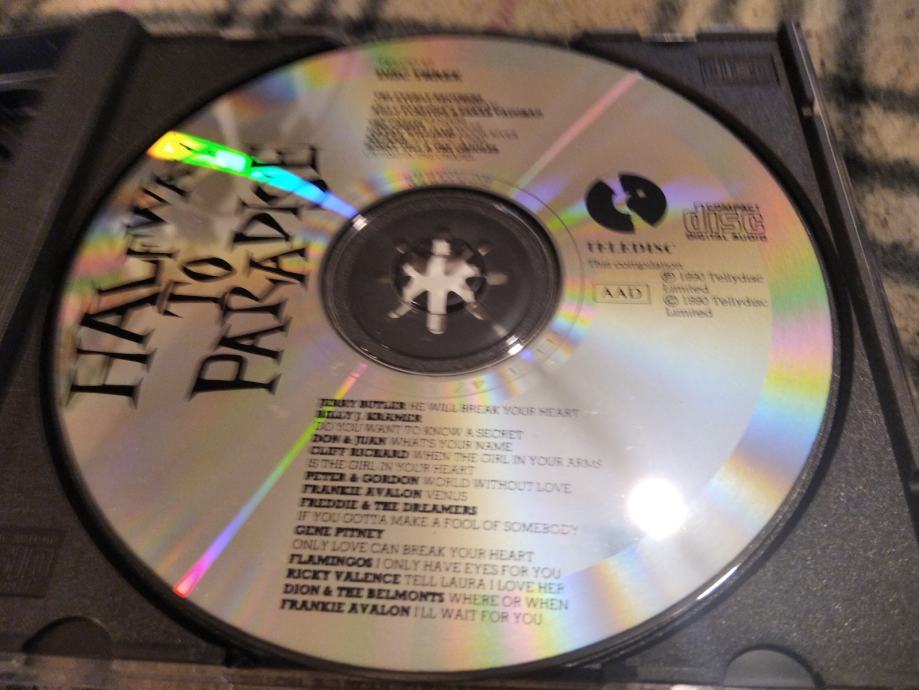 DISC THREE
HALFWAY
TO
PARADISE
TELEDISC
COMPACT
disc
DIGITAL AUDIO
This compilation
AAD
© 1990 Tellydisc
Limited
© 1990 Tellydisc
Limited
JERRY BUTLER HE WILL BREAK YOUR HEART
BILLY J. KRAMER
DO YOU WANT TO KNOW A SECRET
DON & JUAN WHAT'S YOUR NAME
CLIFF RICHARD WHEN THE GIRL IN YOUR ARMS
IS THE GIRL IN YOUR HEART
PETER & GORDON WORLD WITHOUT LOVE
FRANKIE AVALON VENUS
FREDDIE & THE DREAMERS
IF YOU GOTTA MAKE A FOOL OF SOMEBODY
GENE PITNEY
ONLY LOVE CAN BREAK YOUR HEART
FLAMINGOS I ONLY HAVE EYES FOR YOU
RICKY VALENCE TELL LAURA I LOVE HER
DION & THE BELMONTS WHERE OR WHEN
FRANKIE AVALON I'LL WAIT FOR YOU